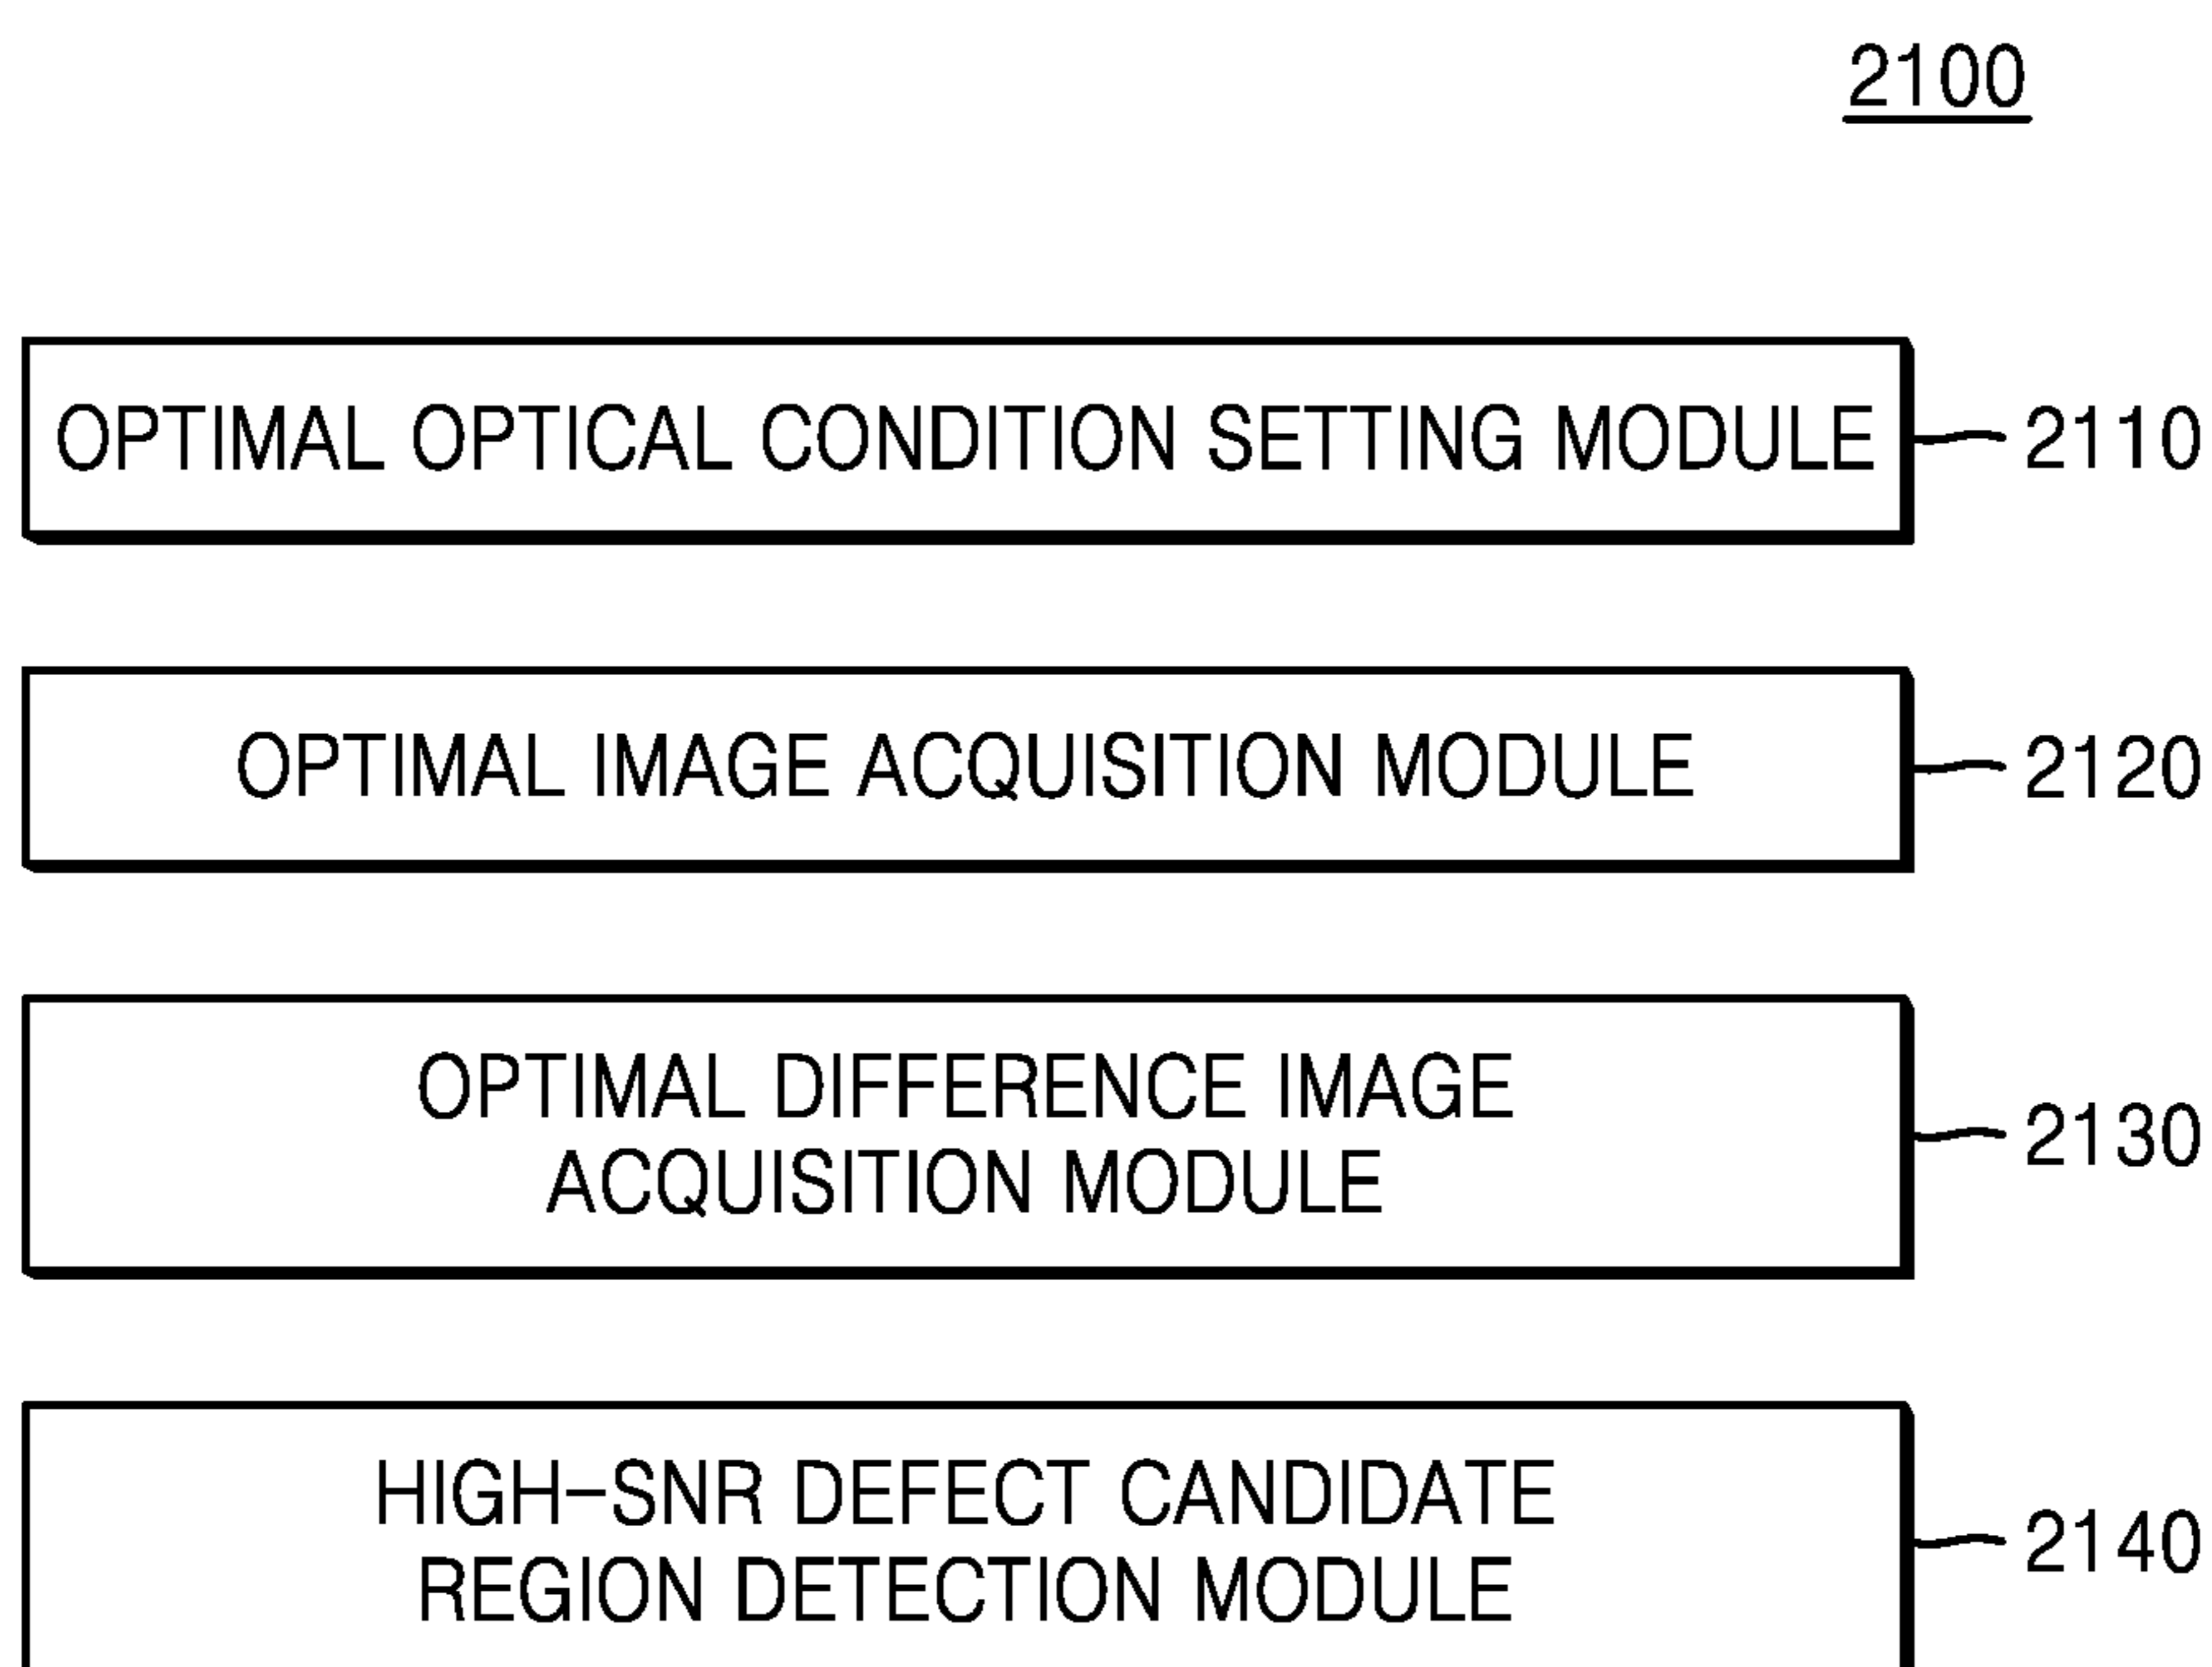 2100
OPTIMAL OPTICAL CONDITION SETTING MODULE
2110
OPTIMAL IMAGE ACQUISITION MODULE
2120
OPTIMAL DIFFERENCE IMAGE
ACQUISITION MODULE
2130
HIGH-SNR DEFECT CANDIDATE
REGION DETECTION MODULE
2140